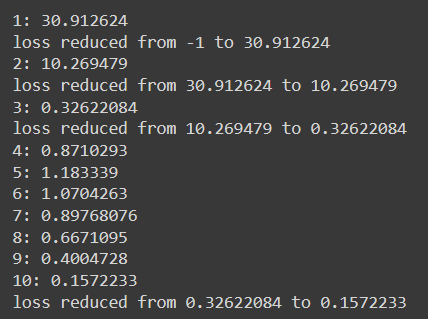 1: 30.912624
loss reduced from -1 to 30.912624
2: 10.269479
loss reduced from 30.912624 to 10.269479
3: 0.32622084
loss reduced from 10.269479 to 0.32622084
4: 0.8710293
5: 1.183339
6: 1.0704263
7: 0.89768076
8: 0.6671095
9: 0.4004728
10: 0.1572233
loss reduced from 0.32622084 to 0.1572233